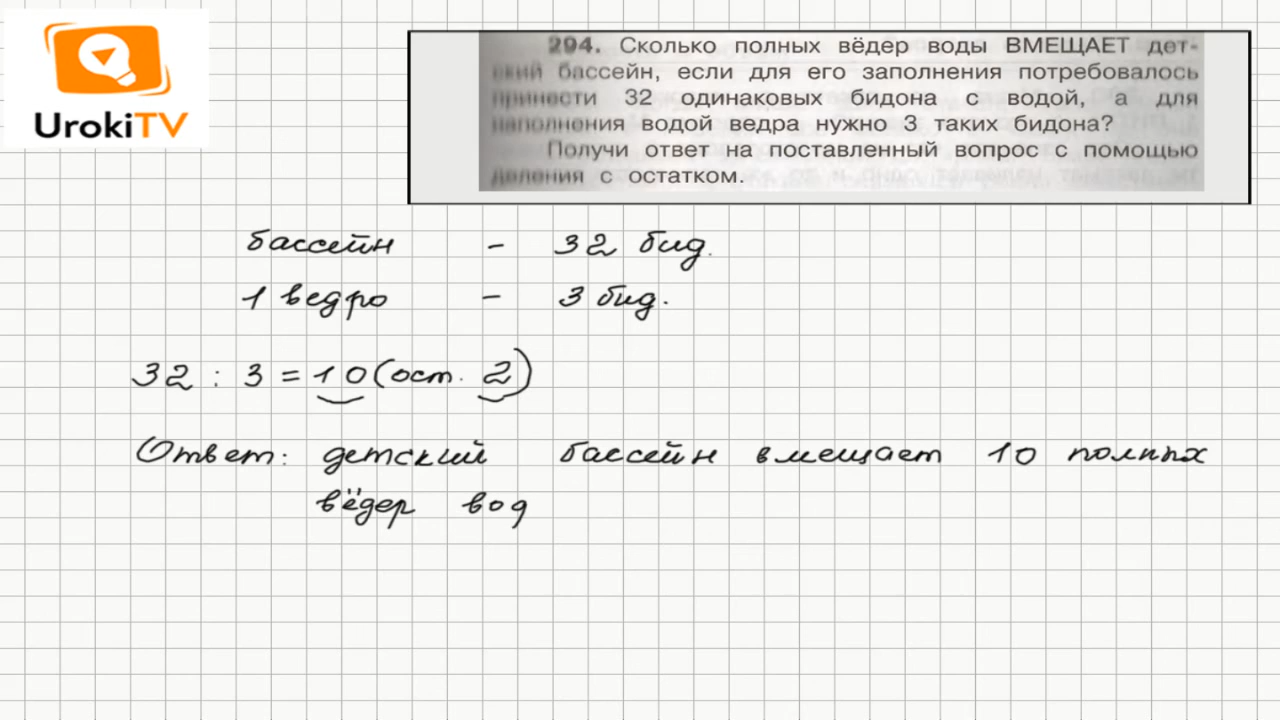 UrokiTV
294. Сколько полных вёдер воды ВМЕЩАЕТ дет-
ский бассейн, если для его заполнения потребовалось
принести 32 одинаковых бидона с водой, а для
наполнения водой ведра нужно 3 таких бидона?
Получи ответ на поставленный вопрос с помощью
деления с остатком.
бассейн - 32 бид.
1 ведро - 3 бид.
32 : 3 = 10 (ост. 2)
Ответ: детский бассейн вмещает 10 полных
вёдер вод